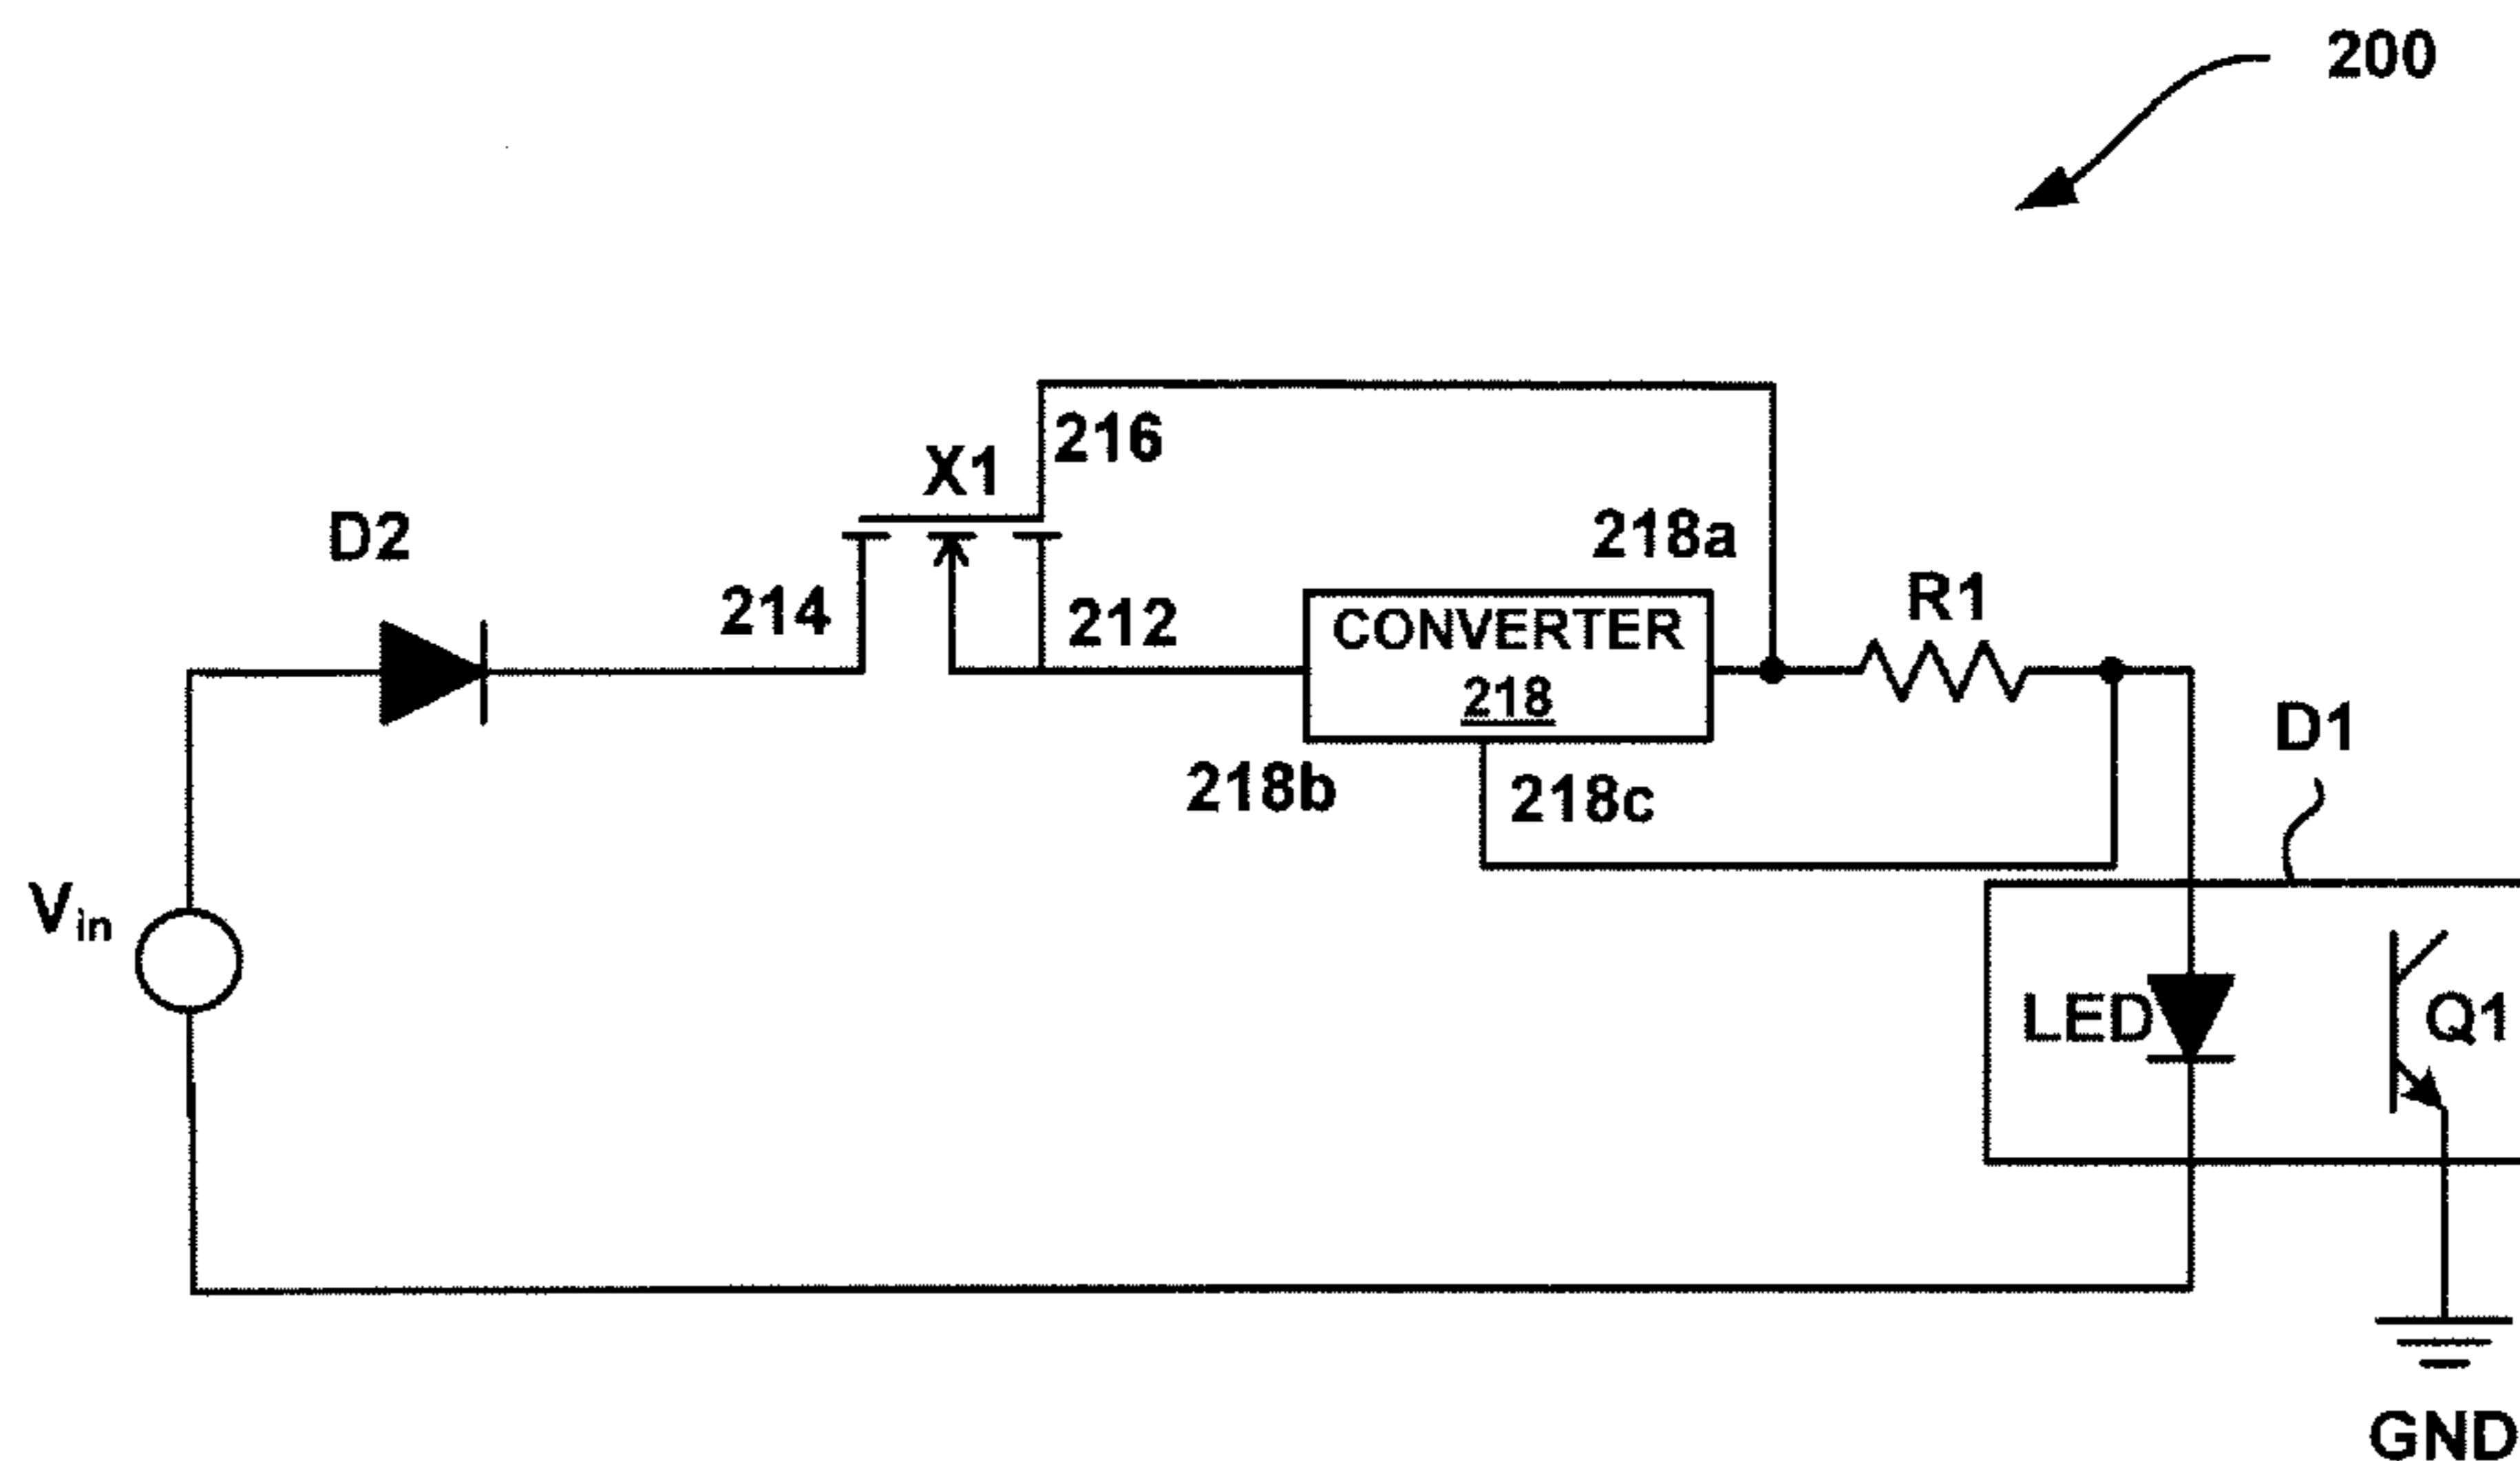 200
216
X1
D2
218a
214
212
R1
CONVERTER
218
D1
218b
218c
Vin
LED
Q1
GND